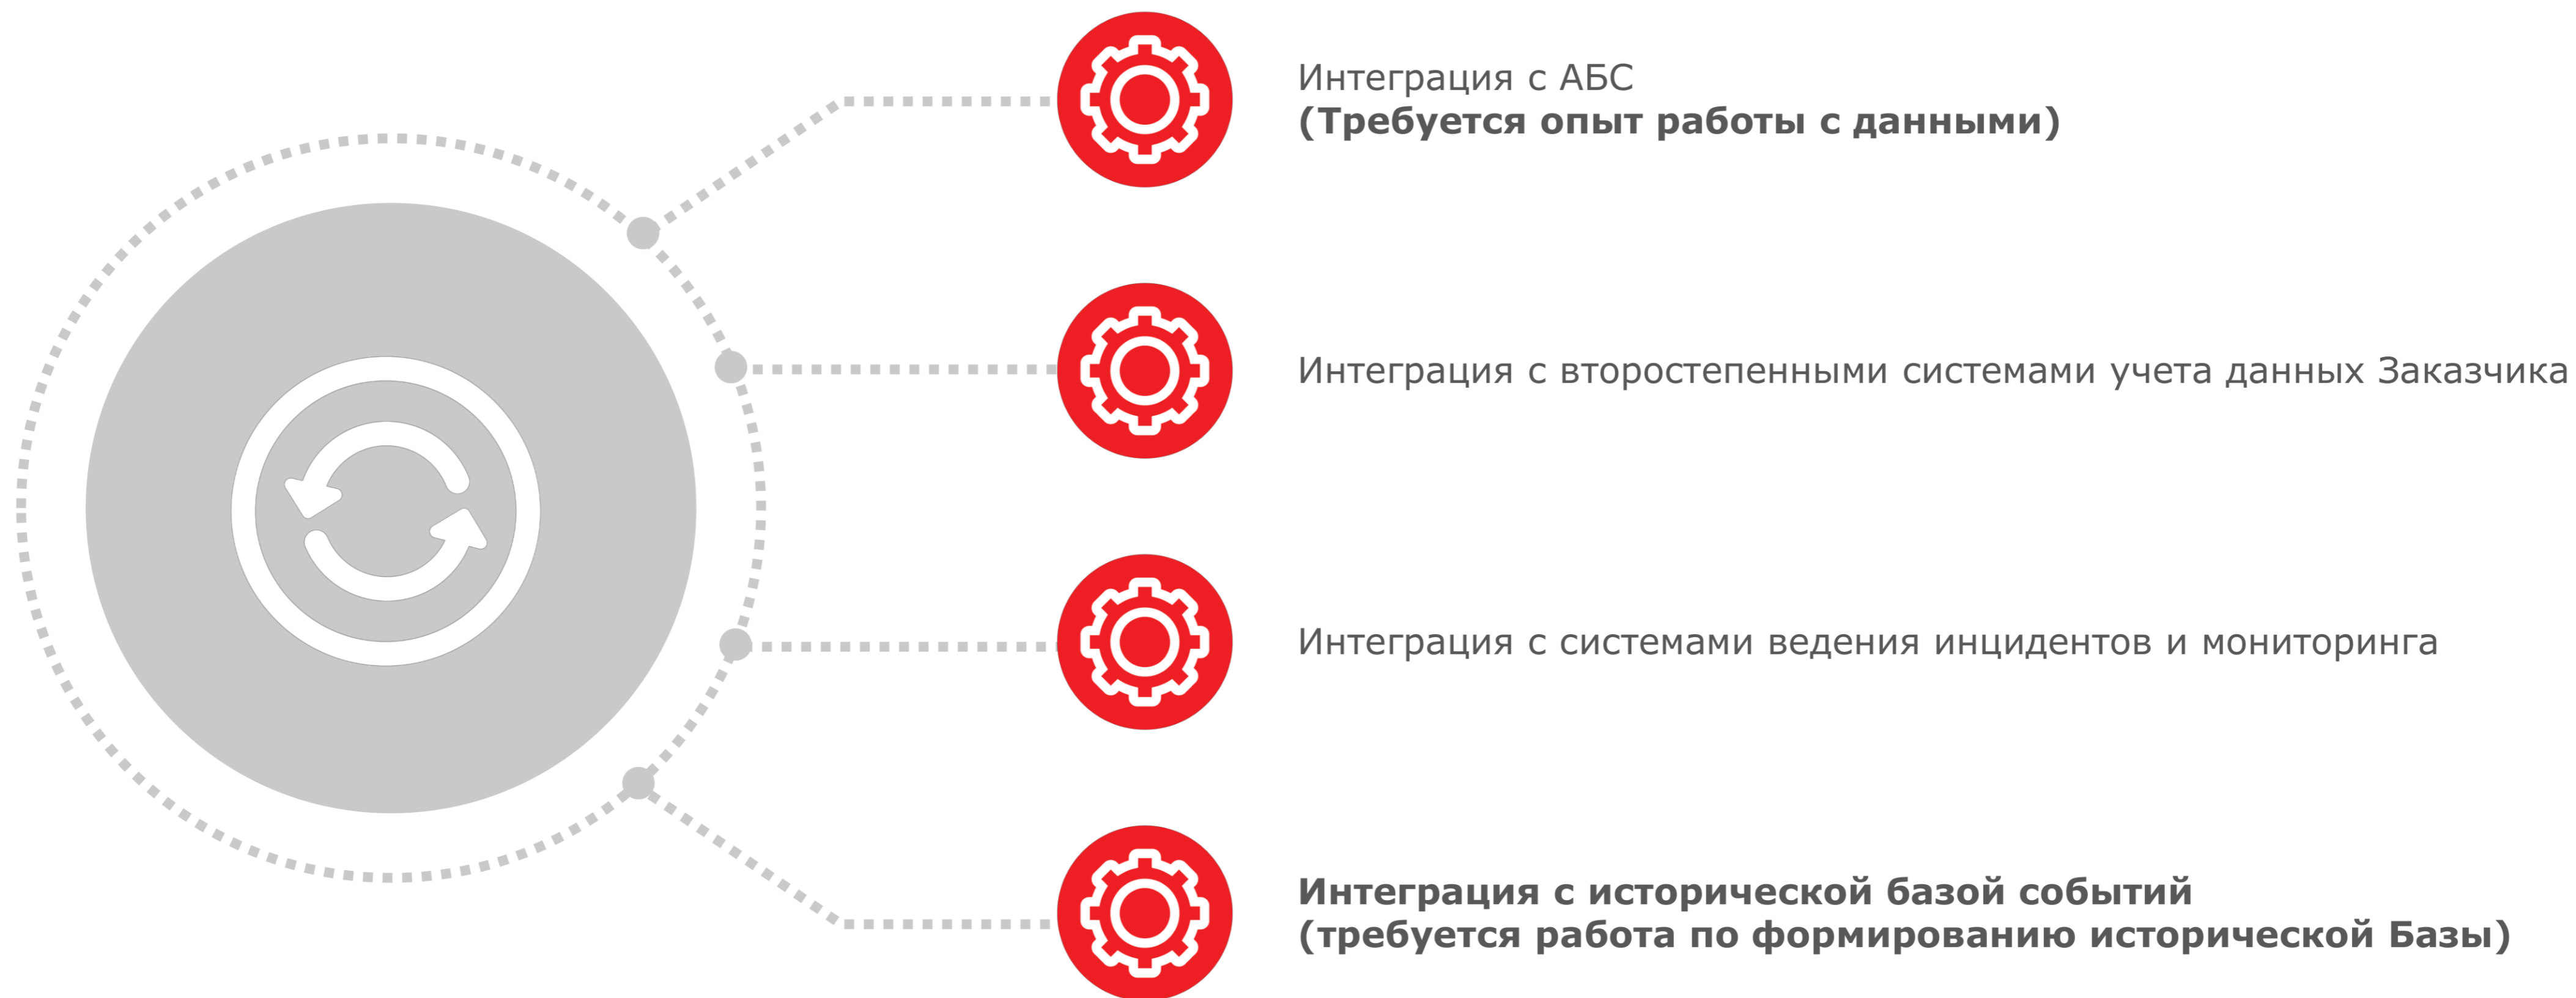 Интеграция с АБС
(Требуется опыт работы с данными)
Интеграция с второстепенными системами учета данных Заказчика
Интеграция с системами ведения инцидентов и мониторинга
Интеграция с исторической базой событий
(требуется работа по формированию исторической Базы)